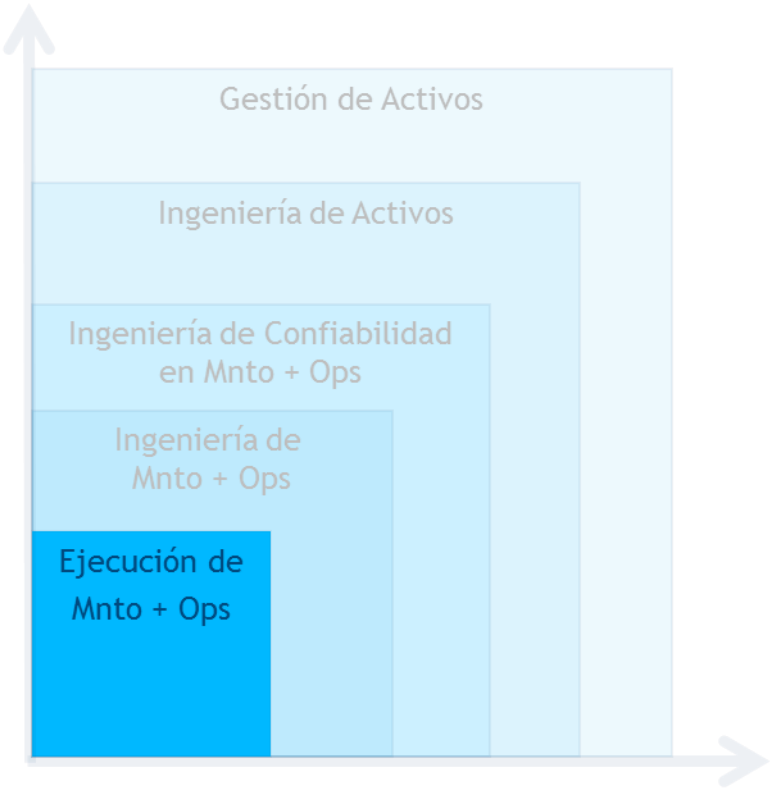 Gestión de Activos
Ingeniería de Activos
Ingeniería de Confiabilidad
en Mnto + Ops
Ingeniería de
Mnto + Ops
Ejecución de
Mnto + Ops